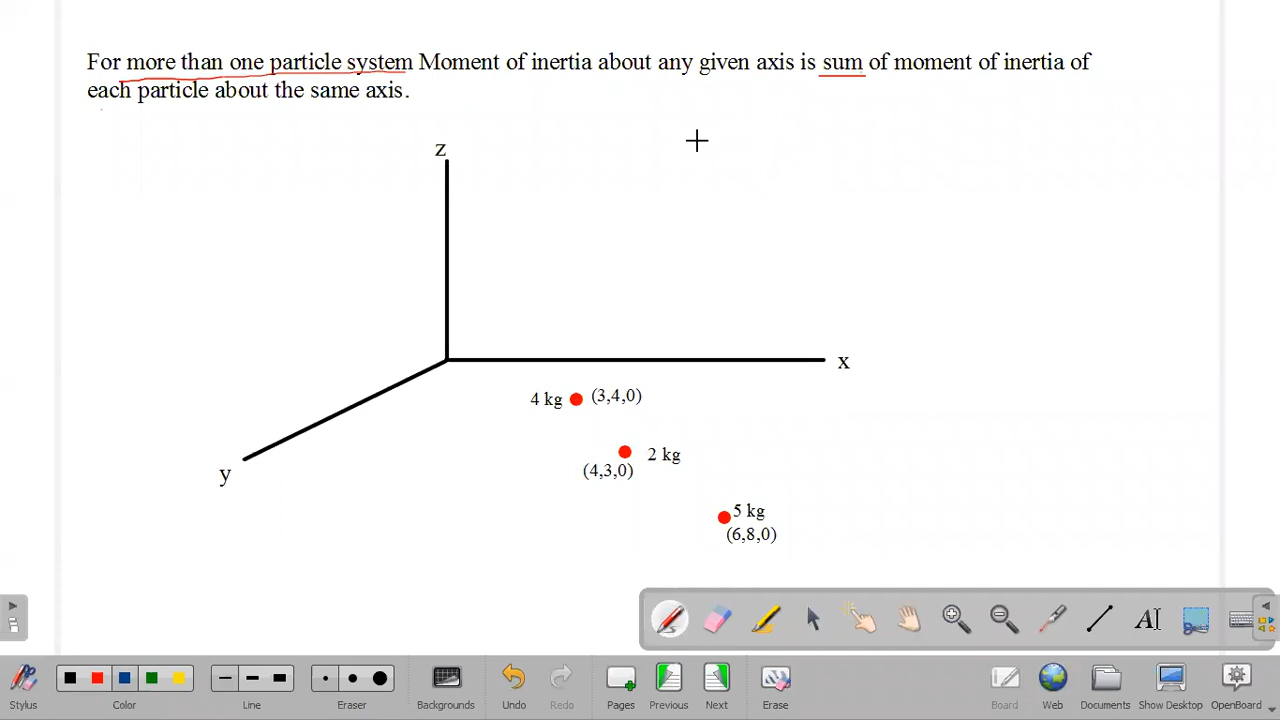 For more than one particle system Moment of inertia about any given axis is sum of moment of inertia of
each particle about the same axis.
z
x
4 kg (3,4,0)
2 kg
(4,3,0)
y
5 kg
(6,8,0)
AI
Stylus Color Line Eraser Backgrounds Undo Redo Pages Previous Next Erase Board Web Documents Show Desktop OpenBoard